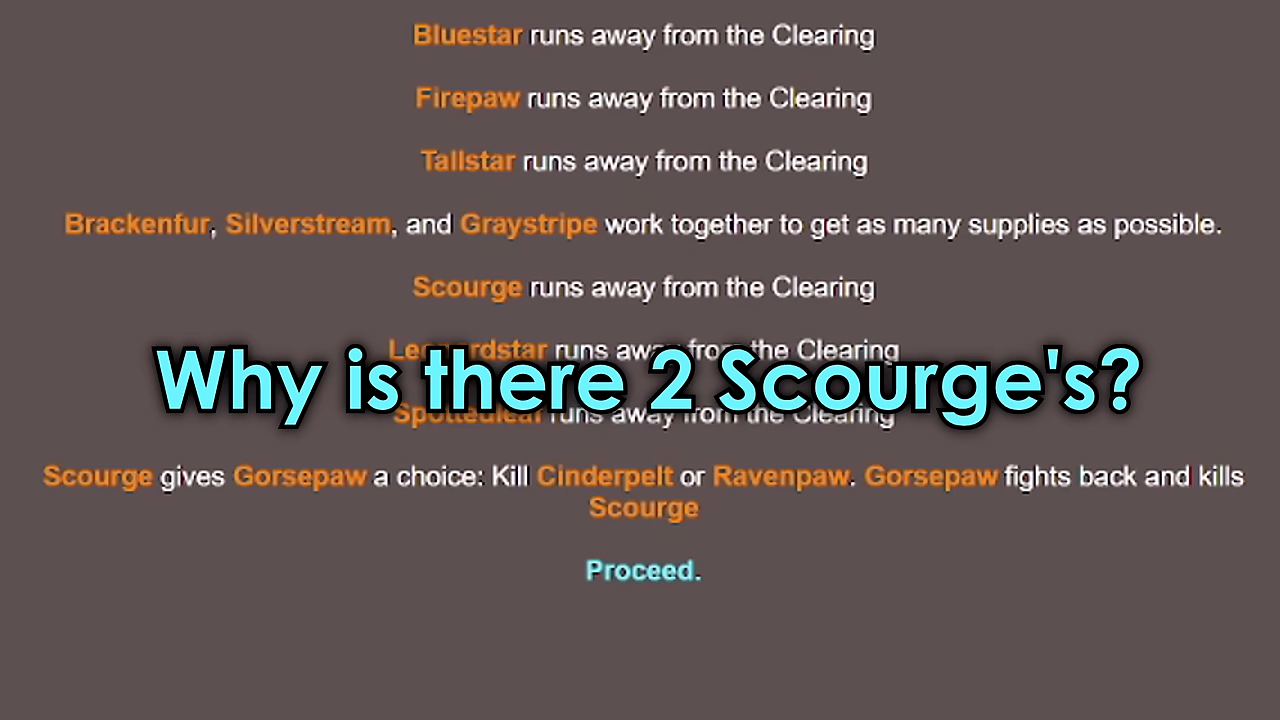 Bluestar runs away from the Clearing
Firepaw runs away from the Clearing
Tallstar runs away from the Clearing
Brackenfur, Silverstream, and Graystripe work together to get as many supplies as possible.
Scourge runs away from the Clearing
Leopardstar runs away from the Clearing
Why is there 2 Scourge's?
Spottedleaf runs away from the Clearing
Scourge gives Gorsepaw a choice: Kill Cinderpelt or Ravenpaw. Gorsepaw fights back and kills
Scourge
Proceed.